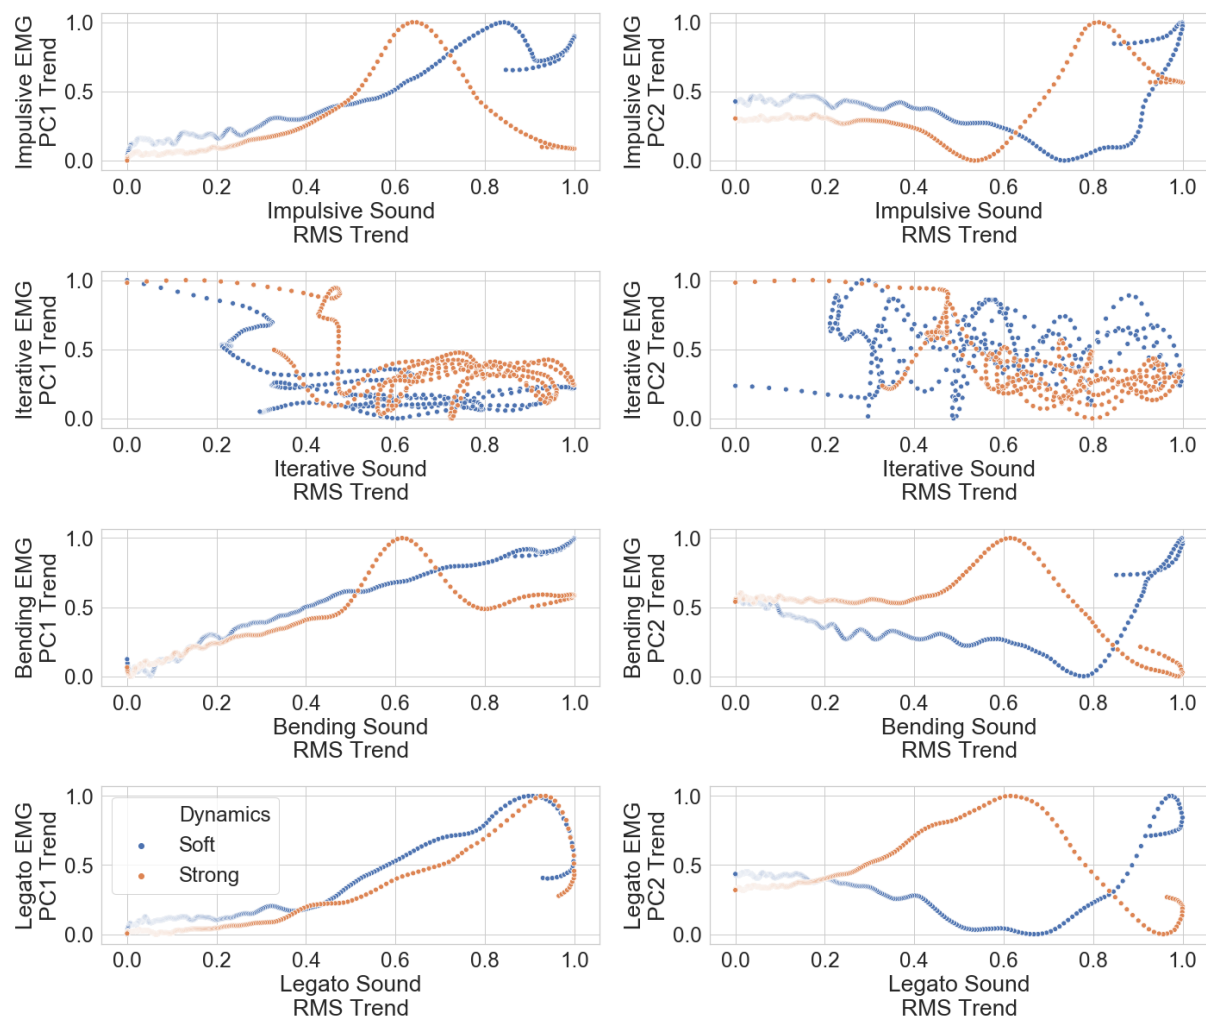 Impulsive EMG
PC1 Trend
1.0
0.5
0.0
0.0 0.2 0.4 0.6 0.8 1.0
Impulsive Sound
RMS Trend
Impulsive EMG
PC2 Trend
1.0
0.5
0.0
0.0 0.2 0.4 0.6 0.8 1.0
Impulsive Sound
RMS Trend
Iterative EMG
PC1 Trend
1.0
0.5
0.0
0.0 0.2 0.4 0.6 0.8 1.0
Iterative Sound
RMS Trend
Iterative EMG
PC2 Trend
1.0
0.5
0.0
0.0 0.2 0.4 0.6 0.8 1.0
Iterative Sound
RMS Trend
Bending EMG
PC1 Trend
1.0
0.5
0.0
0.0 0.2 0.4 0.6 0.8 1.0
Bending Sound
RMS Trend
Bending EMG
PC2 Trend
1.0
0.5
0.0
0.0 0.2 0.4 0.6 0.8 1.0
Bending Sound
RMS Trend
Legato EMG
PC1 Trend
1.0
0.5
0.0
Dynamics
Soft
Strong
0.0 0.2 0.4 0.6 0.8 1.0
Legato Sound
RMS Trend
Legato EMG
PC2 Trend
1.0
0.5
0.0
0.0 0.2 0.4 0.6 0.8 1.0
Legato Sound
RMS Trend